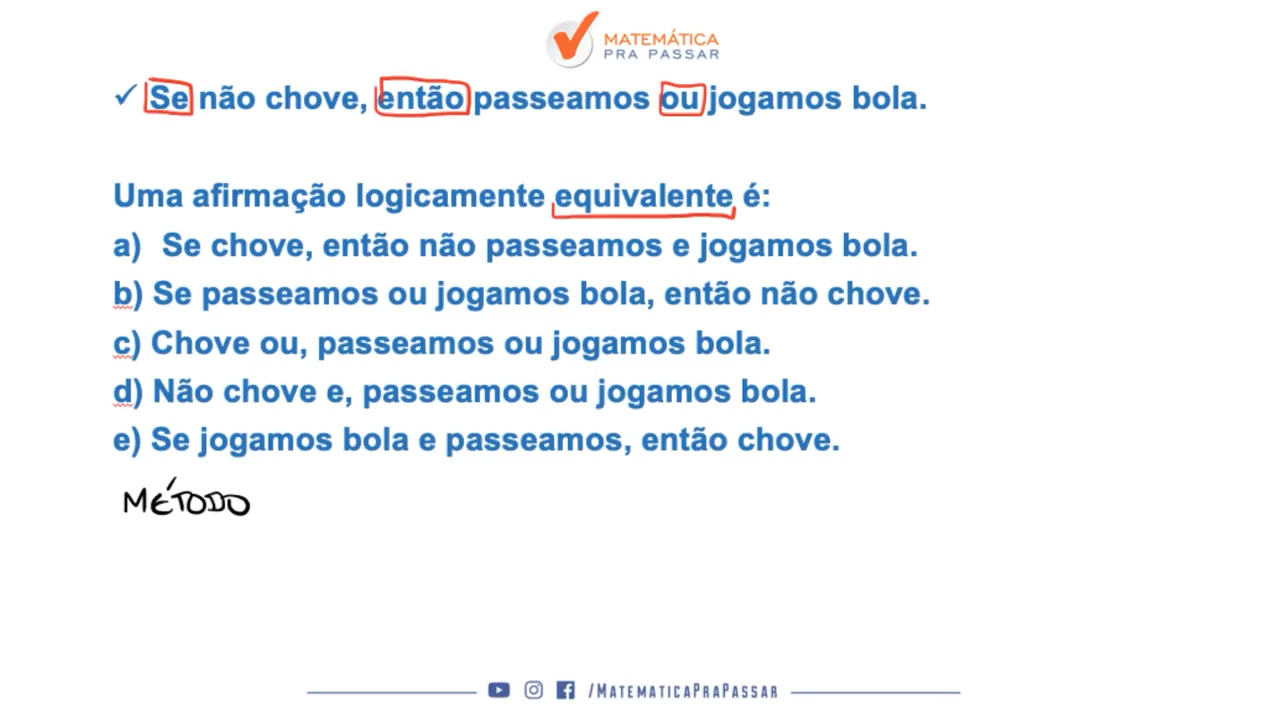 MATEMÁTICA
PRA PASSAR
✓ Se não chove, então passeamos ou jogamos bola.
Uma afirmação logicamente equivalente é:
a) Se chove, então não passeamos e jogamos bola.
b) Se passeamos ou jogamos bola, então não chove.
c) Chove ou, passeamos ou jogamos bola.
d) Não chove e, passeamos ou jogamos bola.
e) Se jogamos bola e passeamos, então chove.
MÉTODO
/MATEMATICAPRAPASSAR